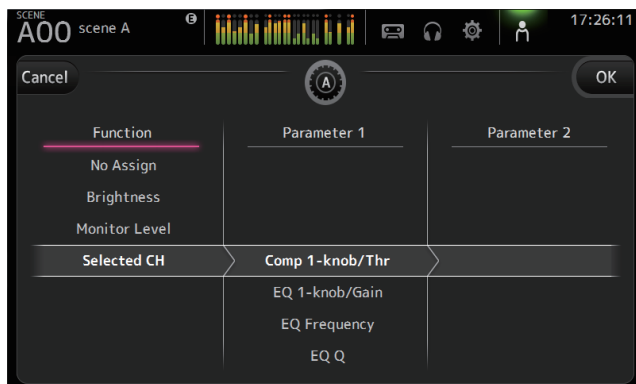 SCENE
A00 scene A E 17:26:11
Cancel A OK
Function Parameter 1 Parameter 2
No Assign
Brightness
Monitor Level
Selected CH Comp 1-knob/Thr
EQ 1-knob/Gain
EQ Frequency
EQ Q